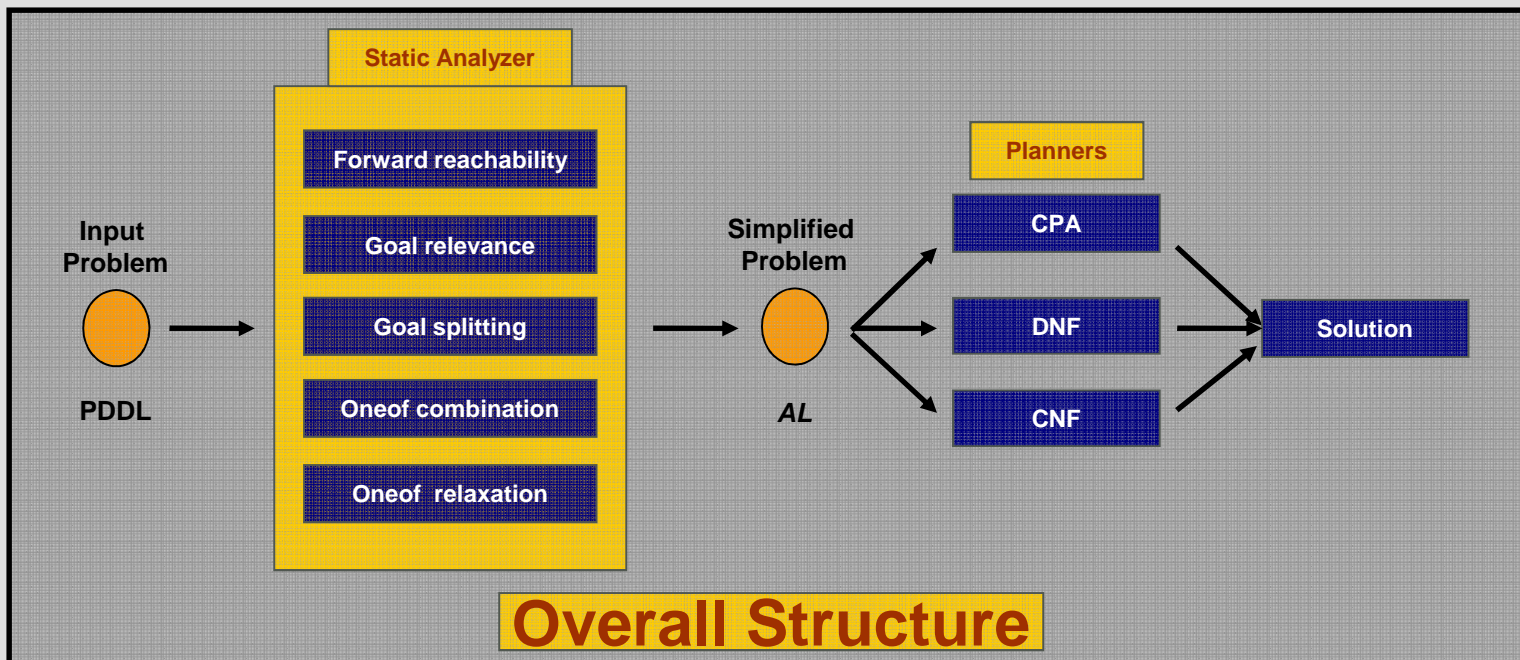 Static Analyzer
Forward reachability
Goal relevance
Goal splitting
Oneof combination
Oneof relaxation
Input
Problem
PDDL
Simplified
Problem
AL
Planners
CPA
DNF
CNF
Solution
Overall Structure